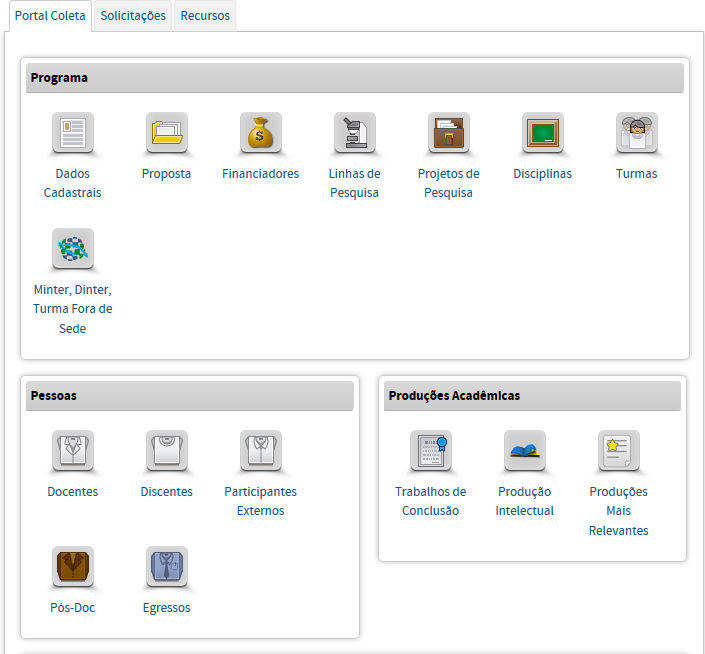 Portal Coleta Solicitações Recursos
Programa
Dados Cadastrais
Proposta
Financiadores
Linhas de Pesquisa
Projetos de Pesquisa
Disciplinas
Turmas
Minter, Dinter,
Turma Fora de
Sede
Pessoas
Docentes
Discentes
Participantes
Externos
Pós-Doc
Egressos
Produções Acadêmicas
Trabalhos de
Conclusão
Produção
Intelectual
Produções
Mais
Relevantes